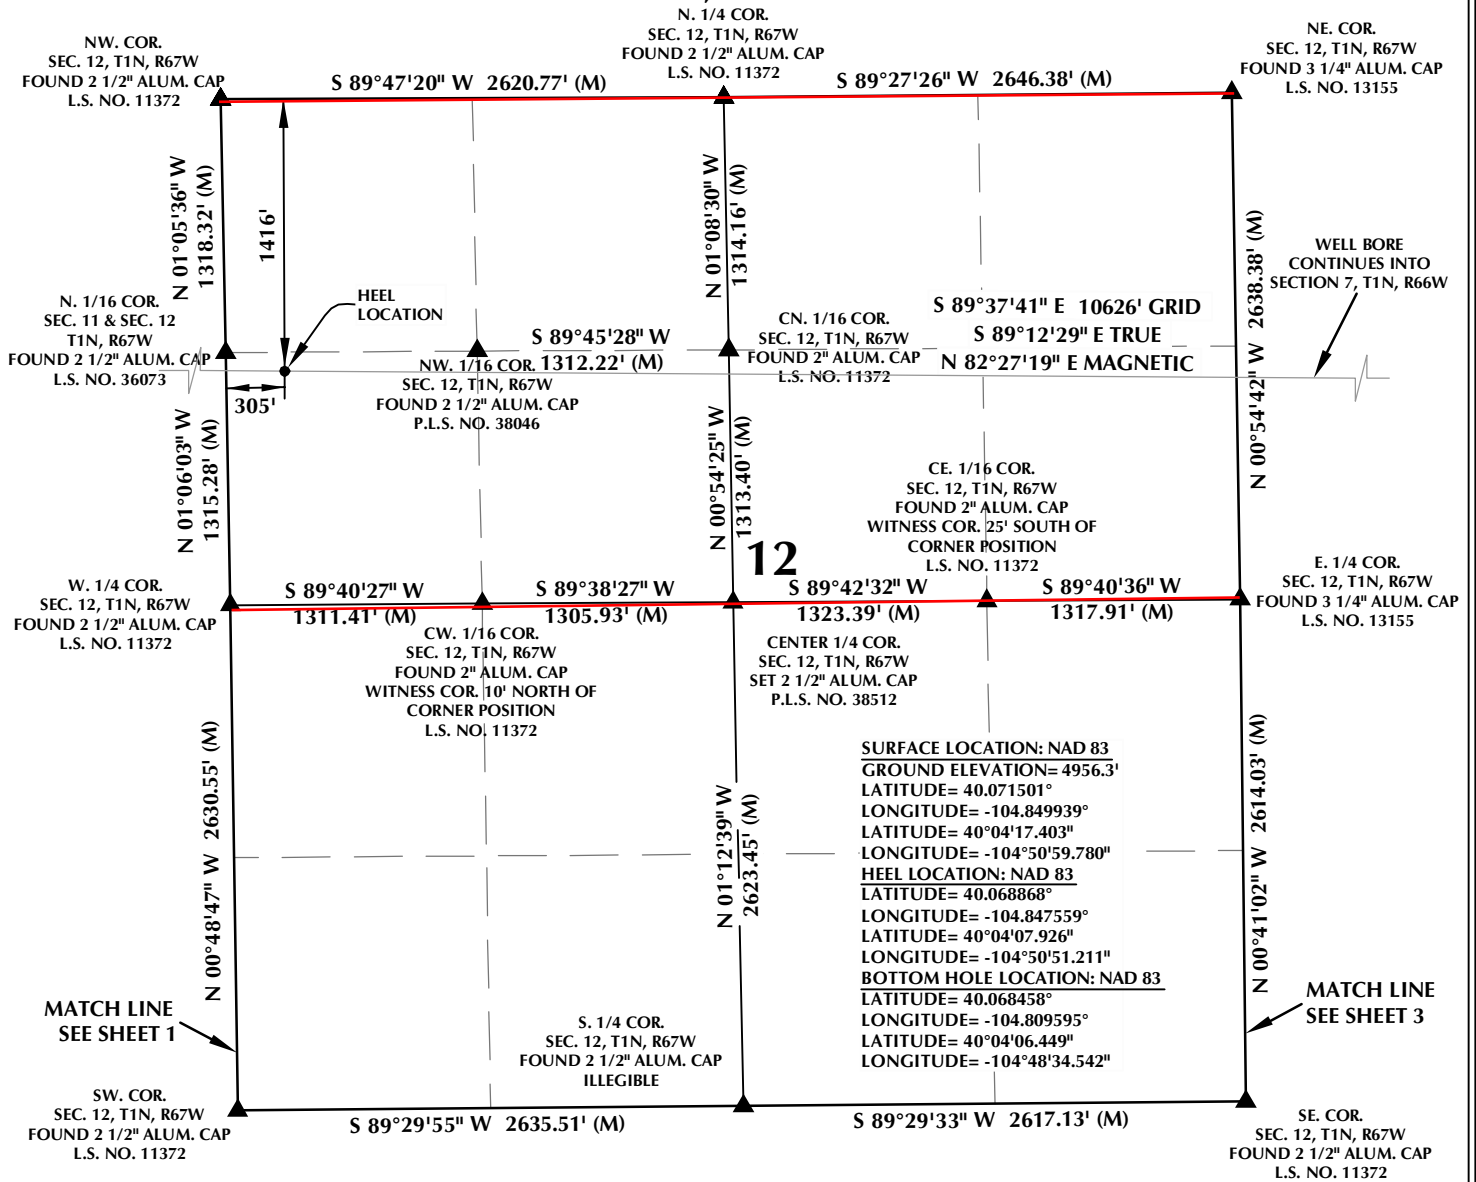 N. 1/4 COR.
SEC. 12, T1N, R67W
FOUND 2 1/2" ALUM. CAP
L.S. NO. 11372
NW. COR.
SEC. 12, T1N, R67W
FOUND 2 1/2" ALUM. CAP
L.S. NO. 11372
NE. COR.
SEC. 12, T1N, R67W
FOUND 3 1/4" ALUM. CAP
L.S. NO. 13155
S 89°47'20" W 2620.77' (M)
S 89°27'26" W 2646.38' (M)
N 01°05'36" W
1318.32' (M)
1416'
N 01°08'30" W
1314.16' (M)
N 00°54'42" W 2638.38' (M)
WELL BORE
CONTINUES INTO
SECTION 7, T1N, R66W
HEEL
LOCATION
N. 1/16 COR.
SEC. 11 & SEC. 12
T1N, R67W
FOUND 2 1/2" ALUM. CAP
L.S. NO. 36073
S 89°45'28" W
1312.22' (M)
NW. 1/16 COR.
SEC. 12, T1N, R67W
FOUND 2 1/2" ALUM. CAP
P.L.S. NO. 38046
CN. 1/16 COR.
SEC. 12, T1N, R67W
FOUND 2" ALUM. CAP
L.S. NO. 11372
S 89°37'41" E 10626' GRID
S 89°12'29" E TRUE
N 82°27'19" E MAGNETIC
305'
N 01°06'03" W
1315.28' (M)
N 00°54'25" W
1313.40' (M)
CE. 1/16 COR.
SEC. 12, T1N, R67W
FOUND 2" ALUM. CAP
WITNESS COR. 25' SOUTH OF
CORNER POSITION
L.S. NO. 11372
12
W. 1/4 COR.
SEC. 12, T1N, R67W
FOUND 2 1/2" ALUM. CAP
L.S. NO. 11372
S 89°40'27" W
1311.41' (M)
S 89°38'27" W
1305.93' (M)
S 89°42'32" W
1323.39' (M)
S 89°40'36" W
1317.91' (M)
E. 1/4 COR.
SEC. 12, T1N, R67W
FOUND 3 1/4" ALUM. CAP
L.S. NO. 13155
CW. 1/16 COR.
SEC. 12, T1N, R67W
FOUND 2" ALUM. CAP
WITNESS COR. 10' NORTH OF
CORNER POSITION
L.S. NO. 11372
CENTER 1/4 COR.
SEC. 12, T1N, R67W
SET 2 1/2" ALUM. CAP
P.L.S. NO. 38512
N 00°48'47" W 2630.55' (M)
N 01°12'39" W
2623.45' (M)
N 00°41'02" W 2614.03' (M)
SURFACE LOCATION: NAD 83
GROUND ELEVATION= 4956.3'
LATITUDE= 40.071501°
LONGITUDE= -104.849939°
LATITUDE= 40°04'17.403"
LONGITUDE= -104°50'59.780"
HEEL LOCATION: NAD 83
LATITUDE= 40.068868°
LONGITUDE= -104.847559°
LATITUDE= 40°04'07.926"
LONGITUDE= -104°50'51.211"
BOTTOM HOLE LOCATION: NAD 83
LATITUDE= 40.068458°
LONGITUDE= -104.809595°
LATITUDE= 40°04'06.449"
LONGITUDE= -104°48'34.542"
MATCH LINE
SEE SHEET 1
MATCH LINE
SEE SHEET 3
S. 1/4 COR.
SEC. 12, T1N, R67W
FOUND 2 1/2" ALUM. CAP
ILLEGIBLE
SW. COR.
SEC. 12, T1N, R67W
FOUND 2 1/2" ALUM. CAP
L.S. NO. 11372
S 89°29'55" W 2635.51' (M)
S 89°29'33" W 2617.13' (M)
SE. COR.
SEC. 12, T1N, R67W
FOUND 2 1/2" ALUM. CAP
L.S. NO. 11372